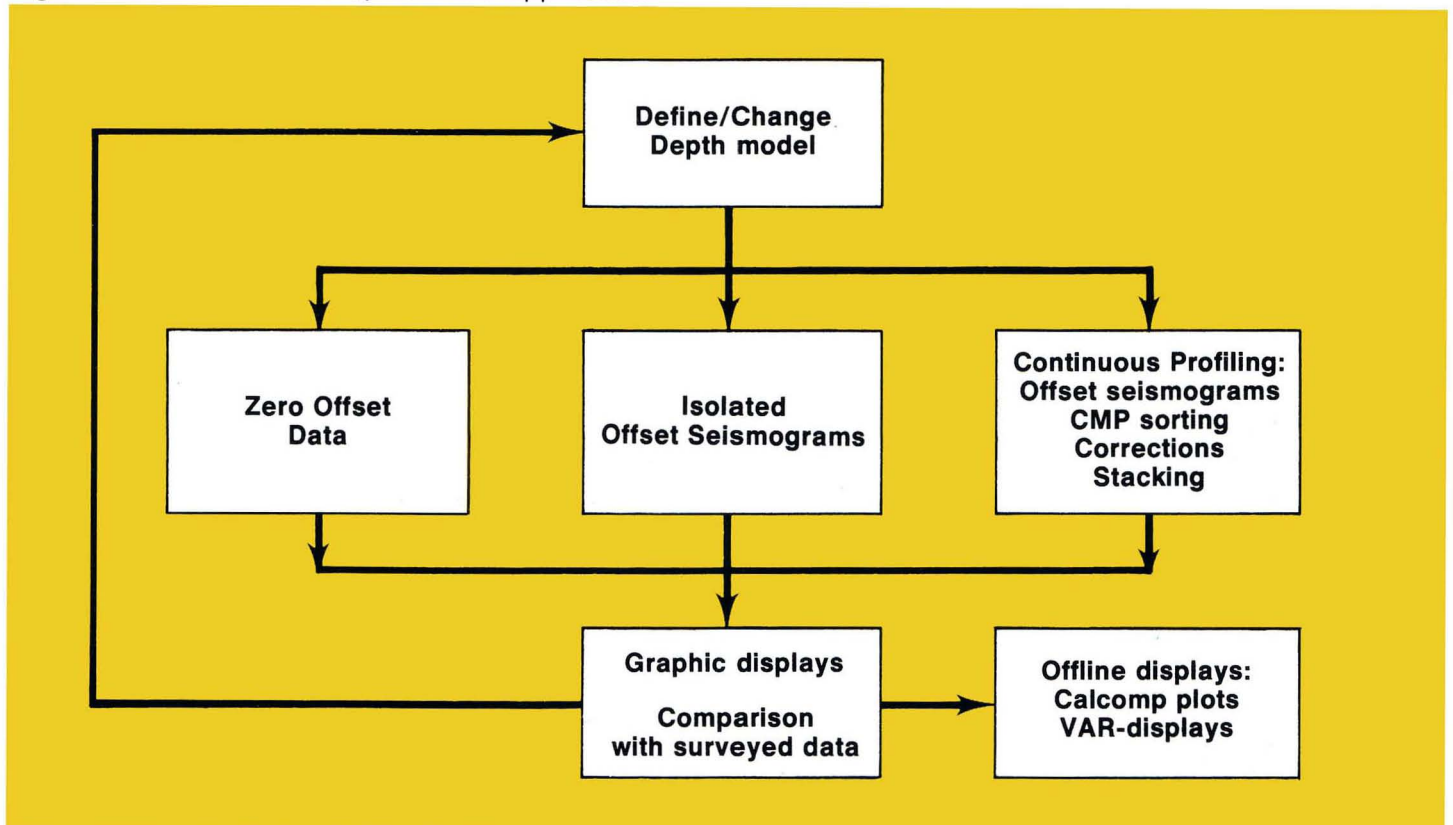 Define/Change
Depth model
Zero Offset
Data
Isolated
Offset Seismograms
Continuous Profiling:
Offset seismograms
CMP sorting
Corrections
Stacking
Graphic displays
Comparison
with surveyed data
Offline displays:
Calcomp plots
VAR-displays